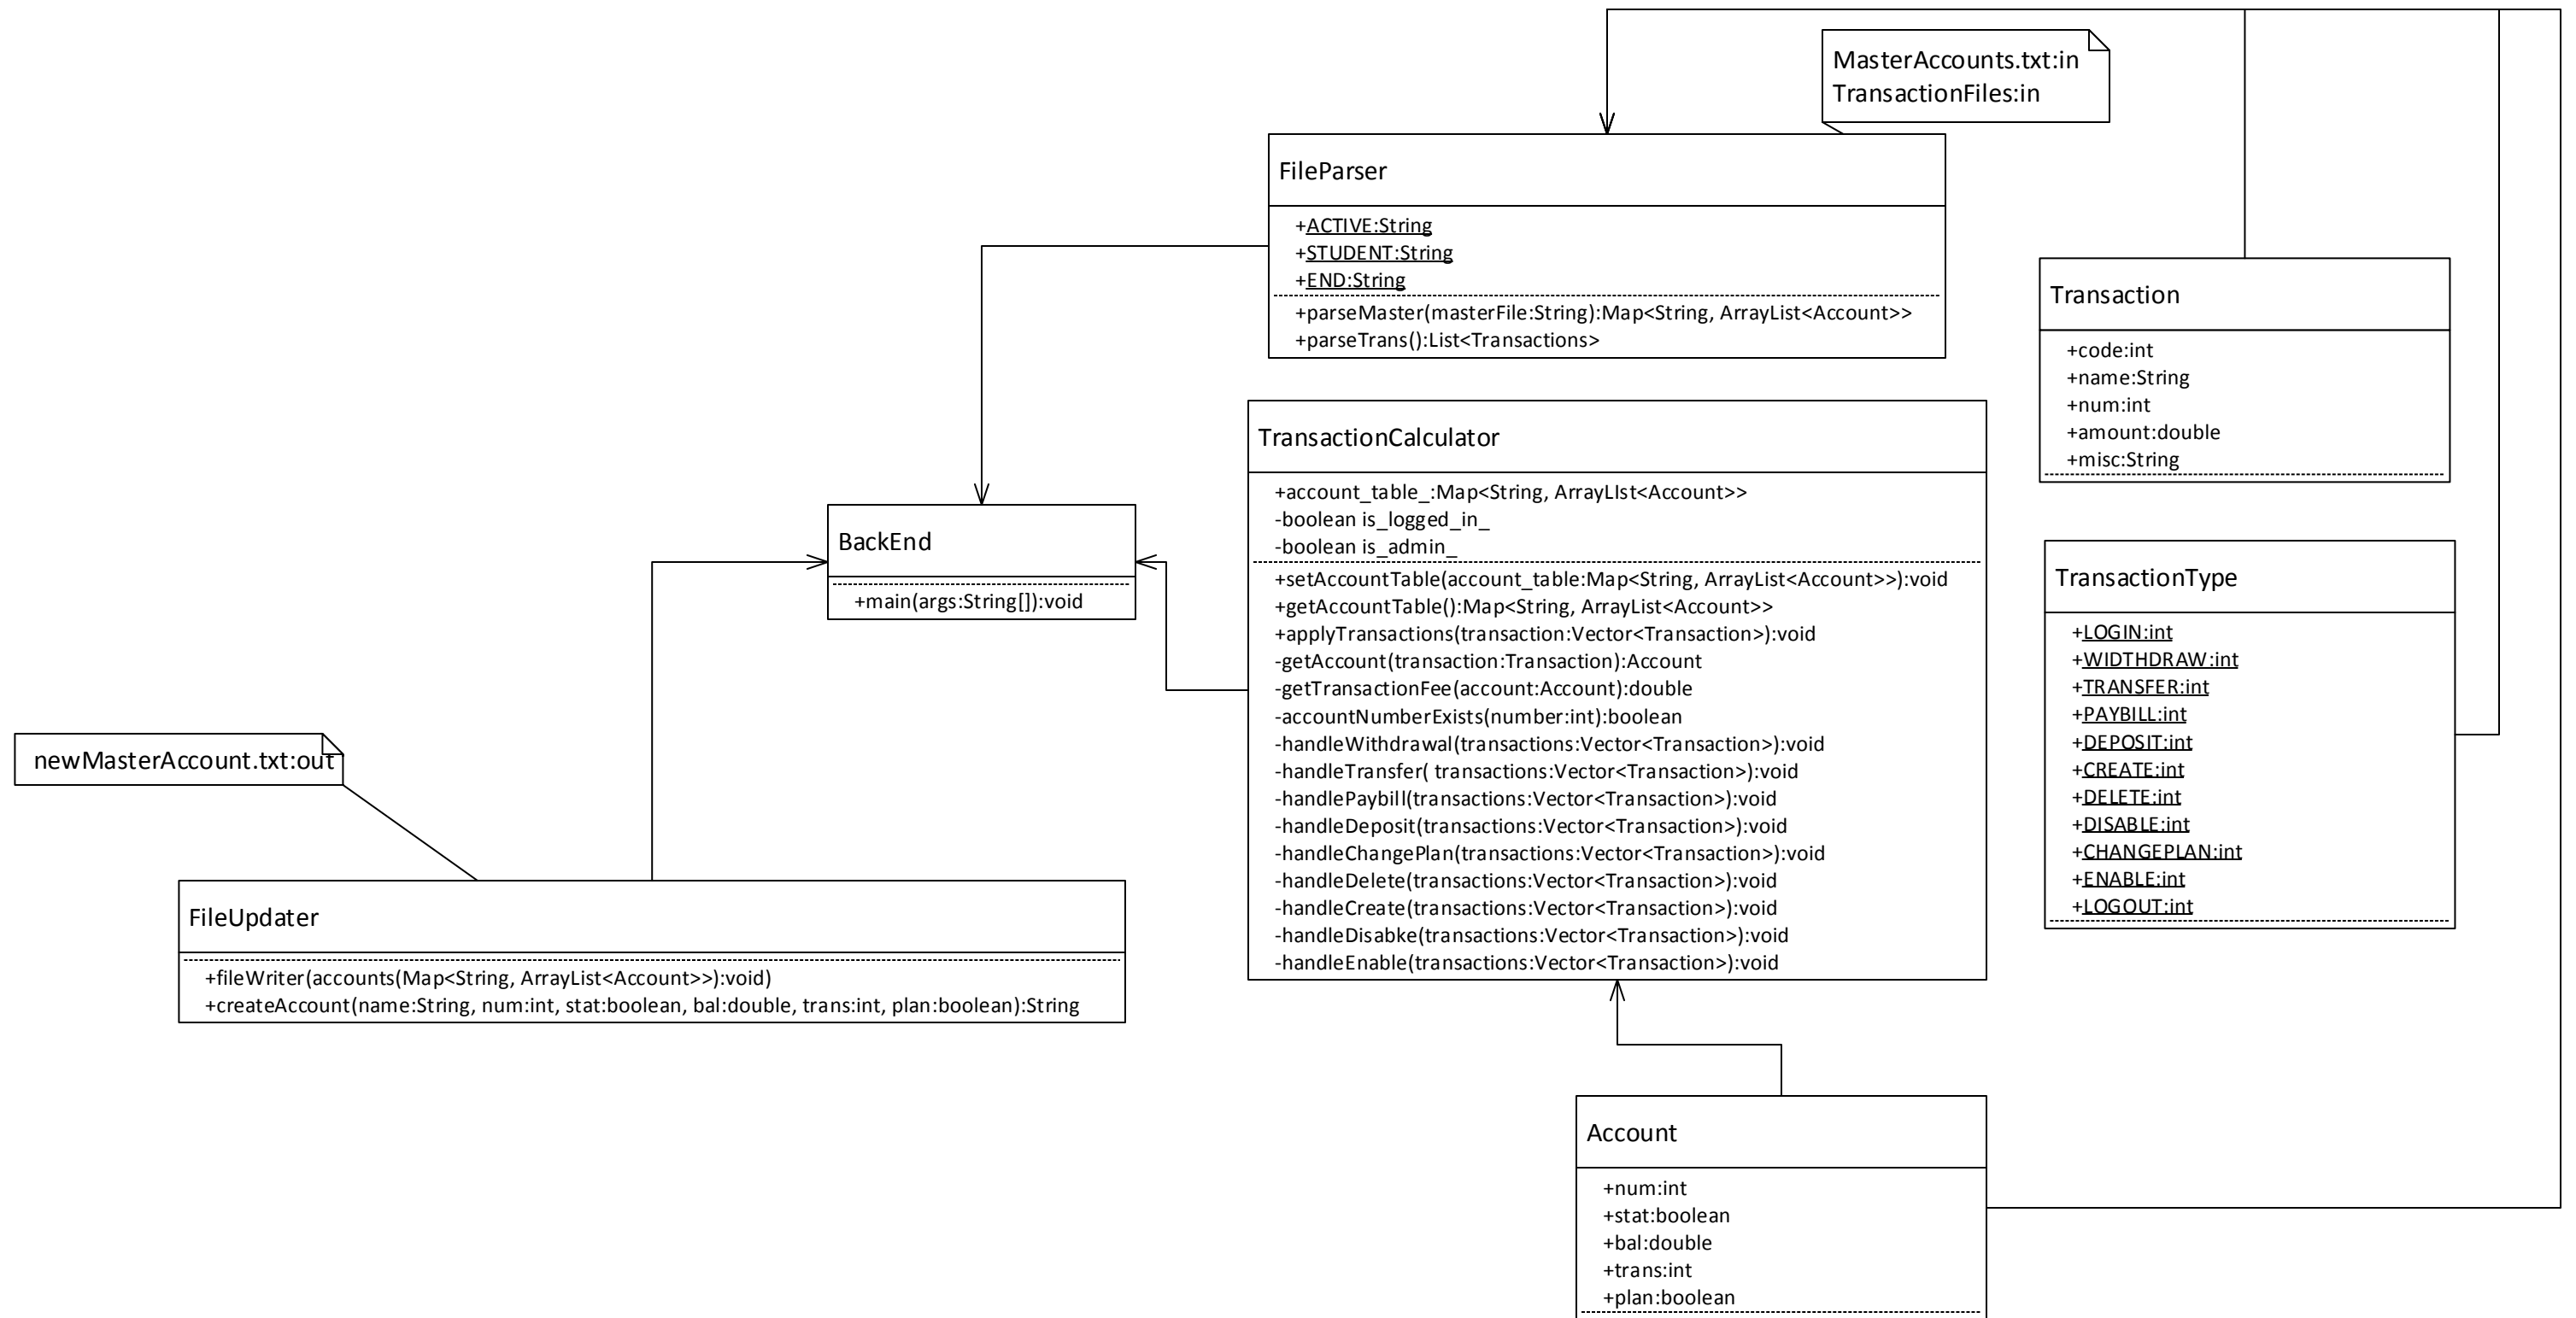 MasterAccounts.txt:in
TransactionFiles:in
FileParser
+ACTIVE:String
+STUDENT:String
+END:String
+parseMaster(masterFile:String):Map<String, ArrayList<Account>>
+parseTrans():List<Transactions>
Transaction
+code:int
+name:String
+num:int
+amount:double
+misc:String
TransactionCalculator
+account_table_:Map<String, ArrayLIst<Account>>
-boolean is_logged_in_
-boolean is_admin_
+setAccountTable(account_table:Map<String, ArrayList<Account>>):void
+getAccountTable():Map<String, ArrayList<Account>>
+applyTransactions(transaction:Vector<Transaction>):void
-getAccount(transaction:Transaction):Account
-getTransactionFee(account:Account):double
-accountNumberExists(number:int):boolean
-handleWithdrawal(transactions:Vector<Transaction>):void
-handleTransfer( transactions:Vector<Transaction>):void
-handlePaybill(transactions:Vector<Transaction>):void
-handleDeposit(transactions:Vector<Transaction>):void
-handleChangePlan(transactions:Vector<Transaction>):void
-handleDelete(transactions:Vector<Transaction>):void
-handleCreate(transactions:Vector<Transaction>):void
-handleDisabke(transactions:Vector<Transaction>):void
-handleEnable(transactions:Vector<Transaction>):void
BackEnd
+main(args:String[]):void
TransactionType
+LOGIN:int
+WIDTHDRAW:int
+TRANSFER:int
+PAYBILL:int
+DEPOSIT:int
+CREATE:int
+DELETE:int
+DISABLE:int
+CHANGEPLAN:int
+ENABLE:int
+LOGOUT:int
newMasterAccount.txt:out
FileUpdater
+fileWriter(accounts(Map<String, ArrayList<Account>>):void)
+createAccount(name:String, num:int, stat:boolean, bal:double, trans:int, plan:boolean):String
Account
+num:int
+stat:boolean
+bal:double
+trans:int
+plan:boolean